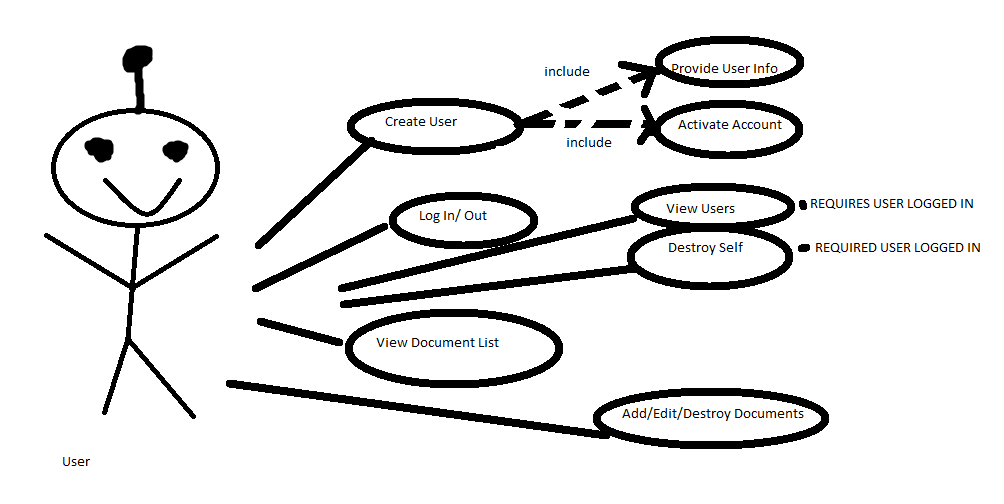 include
Provide User Info
Create User
Activate Account
include
Log In/ Out
View Users
REQUIRES USER LOGGED IN
Destroy Self
REQUIRED USER LOGGED IN
View Document List
Add/Edit/Destroy Documents
User